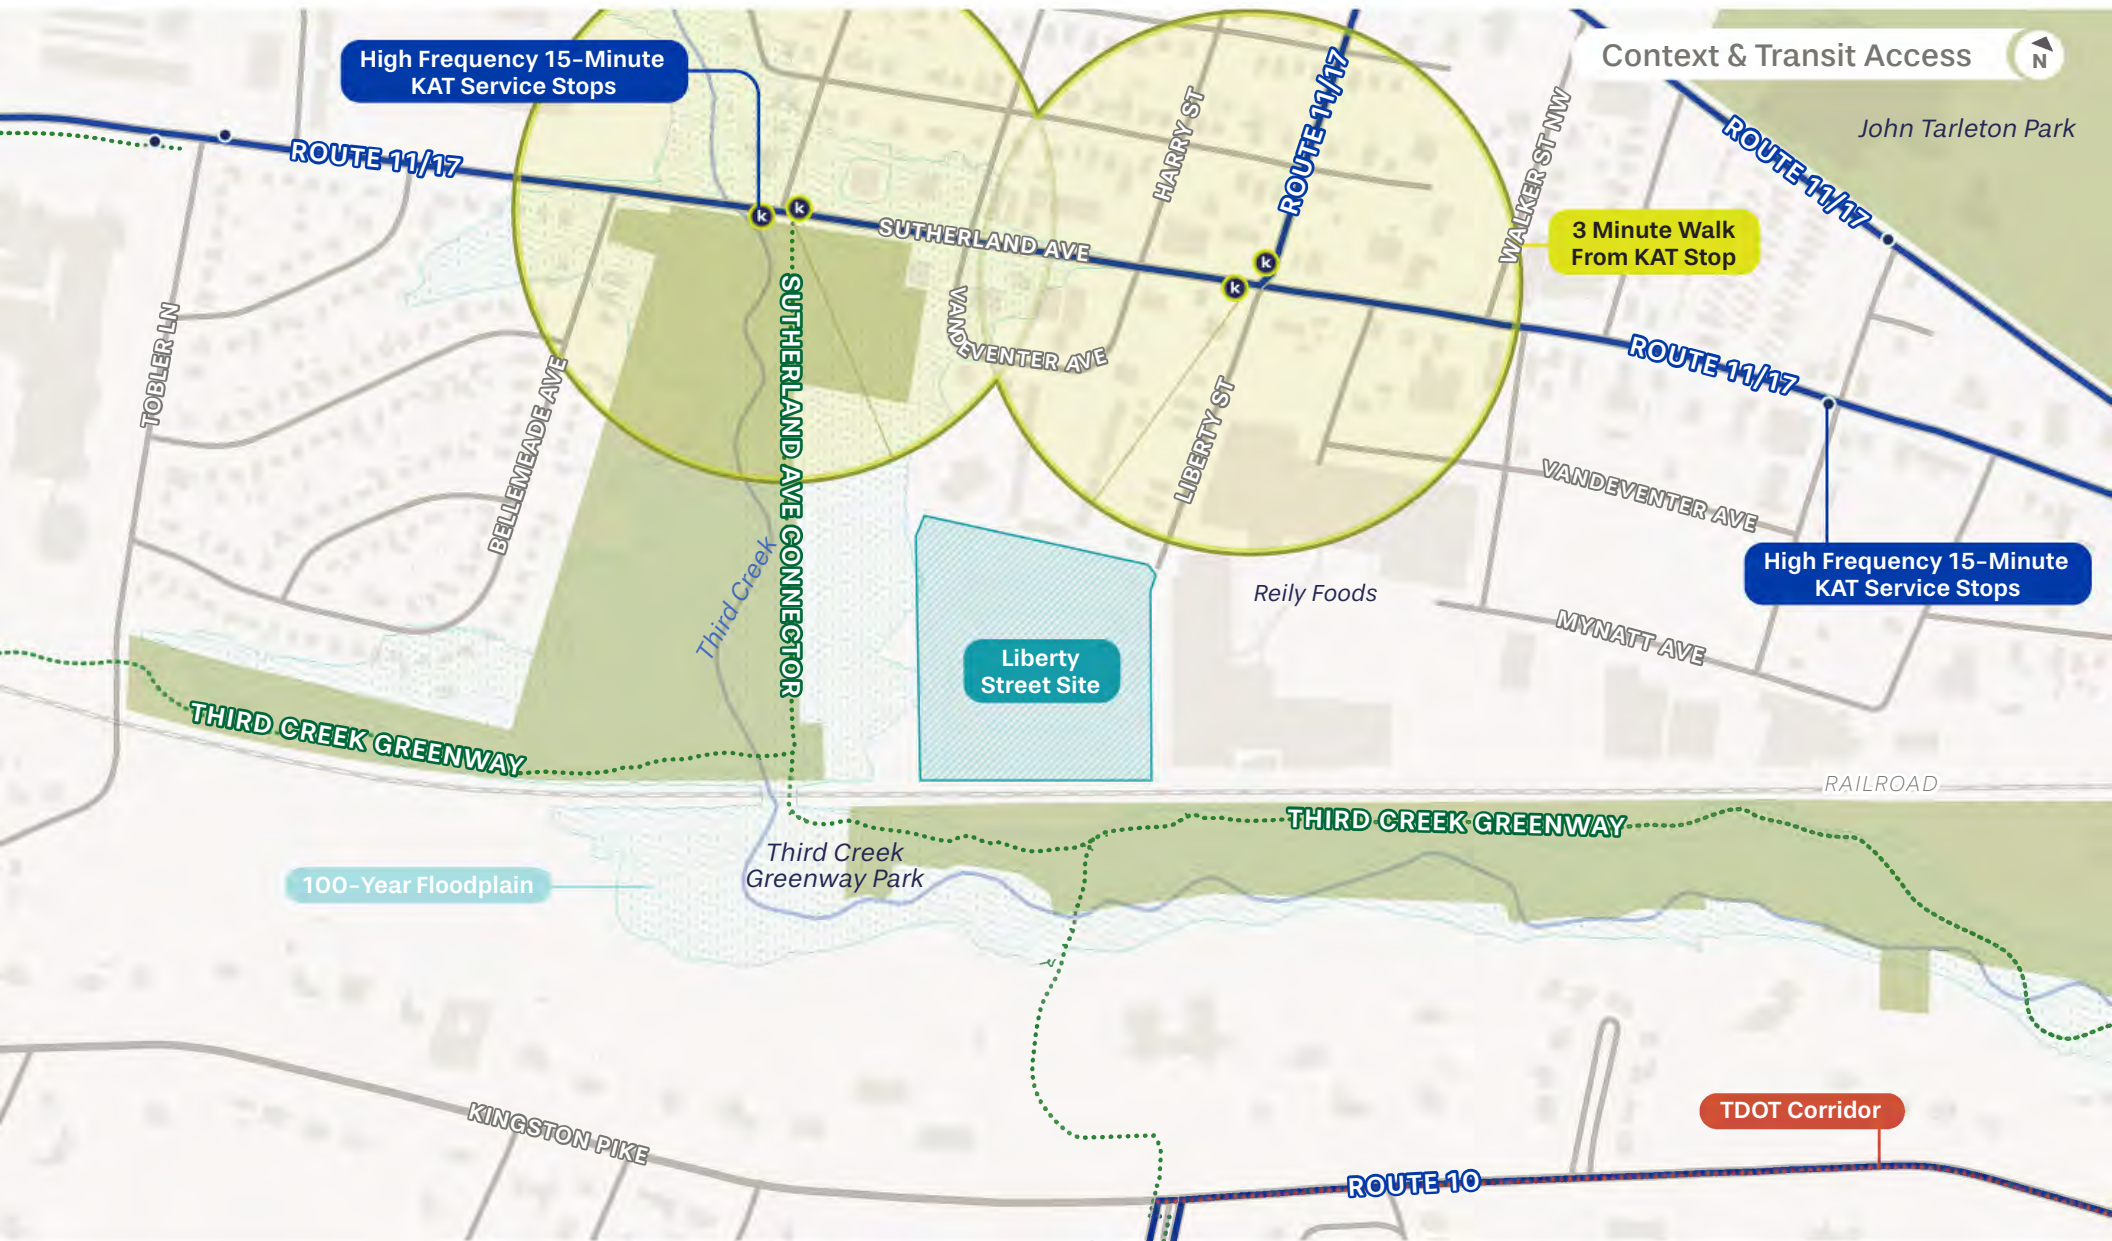 High Frequency 15-Minute
KAT Service Stops
Context & Transit Access
N
John Tarleton Park
ROUTE 11/17
ROUTE 11/17
ROUTE 11/17
HARRY ST
WALKER ST NW
k
k
SUTHERLAND AVE
k
k
3 Minute Walk
From KAT Stop
TOBLER LN
BELLEMEADE AVE
SUTHERLAND AVE CONNECTOR
VANDEVENTER AVE
LIBERTY ST
ROUTE 11/17
VANDEVENTER AVE
High Frequency 15-Minute
KAT Service Stops
Third Creek
Reily Foods
MYNATT AVE
Liberty
Street Site
THIRD CREEK GREENWAY
RAILROAD
THIRD CREEK GREENWAY
Third Creek
Greenway Park
100-Year Floodplain
KINGSTON PIKE
TDOT Corridor
ROUTE 10